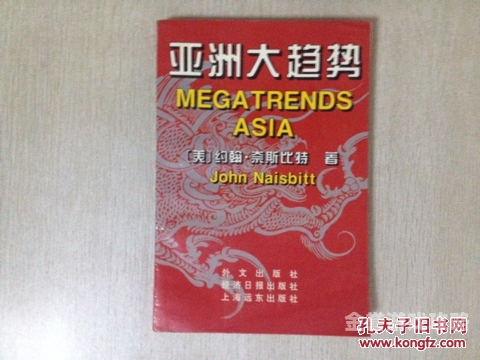 亚洲大趋势
MEGATRENDS
ASIA
〔美〕约翰·奈斯比特 著
John Naisbitt
外文出版社
经济日报出版社
上海远东出版社
孔夫子旧书网
www.kongfz.com